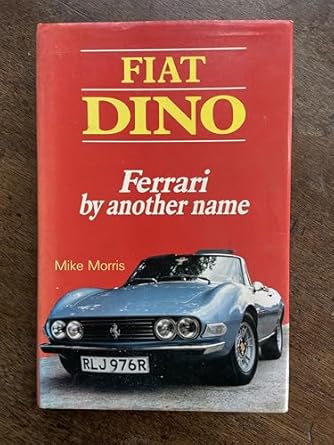 FIAT
DINO
Ferrari
by another name
Mike Morris
RLJ 976R